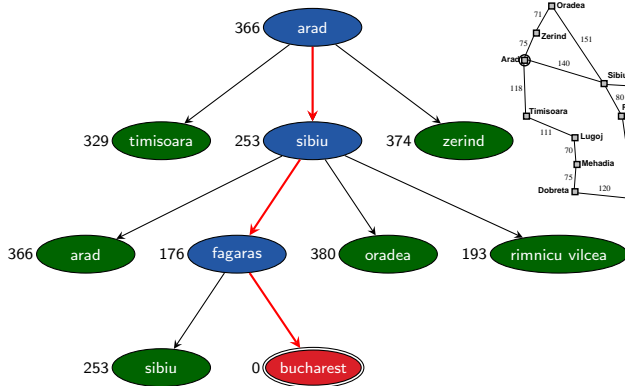 366 arad
329 timisoara 253 sibiu 374 zerind
366 arad 176 fagaras 380 oradea 193 rimnicu vilcea
253 sibiu 0 bucharest
Oradea
71
Zerind
75
151
Arad
140
Sibiu
118
80
Timisoara
111
Lugoj
70
Mehadia
75
Dobreta
120